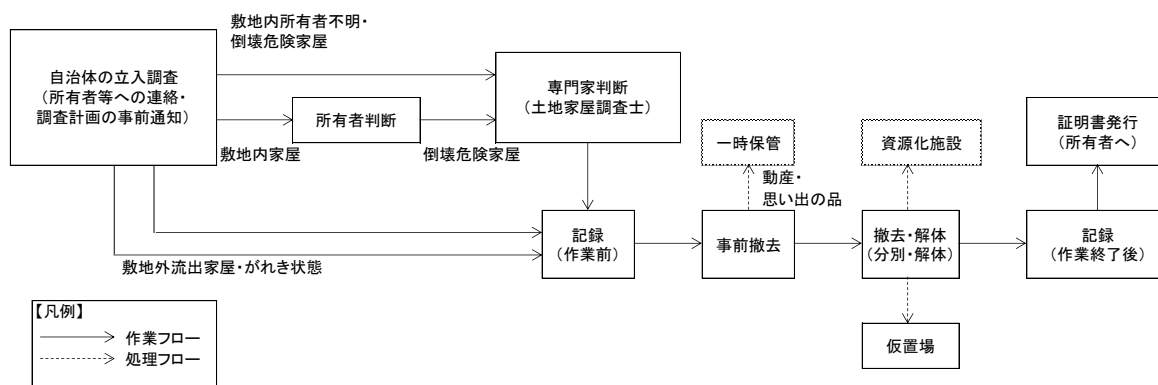 敷地内所有者不明・
倒壊危険家屋
自治体の立入調査
(所有者等への連絡・
調査計画の事前通知)
所有者判断
敷地内家屋
倒壊危険家屋
専門家判断
(土地家屋調査士)
一時保管
動産・
思い出の品
資源化施設
証明書発行
(所有者へ)
記録
(作業前)
事前撤去
撤去・解体
(分別・解体)
記録
(作業終了後)
敷地外流出家屋・がれき状態
仮置場
【凡例】
作業フロー
処理フロー